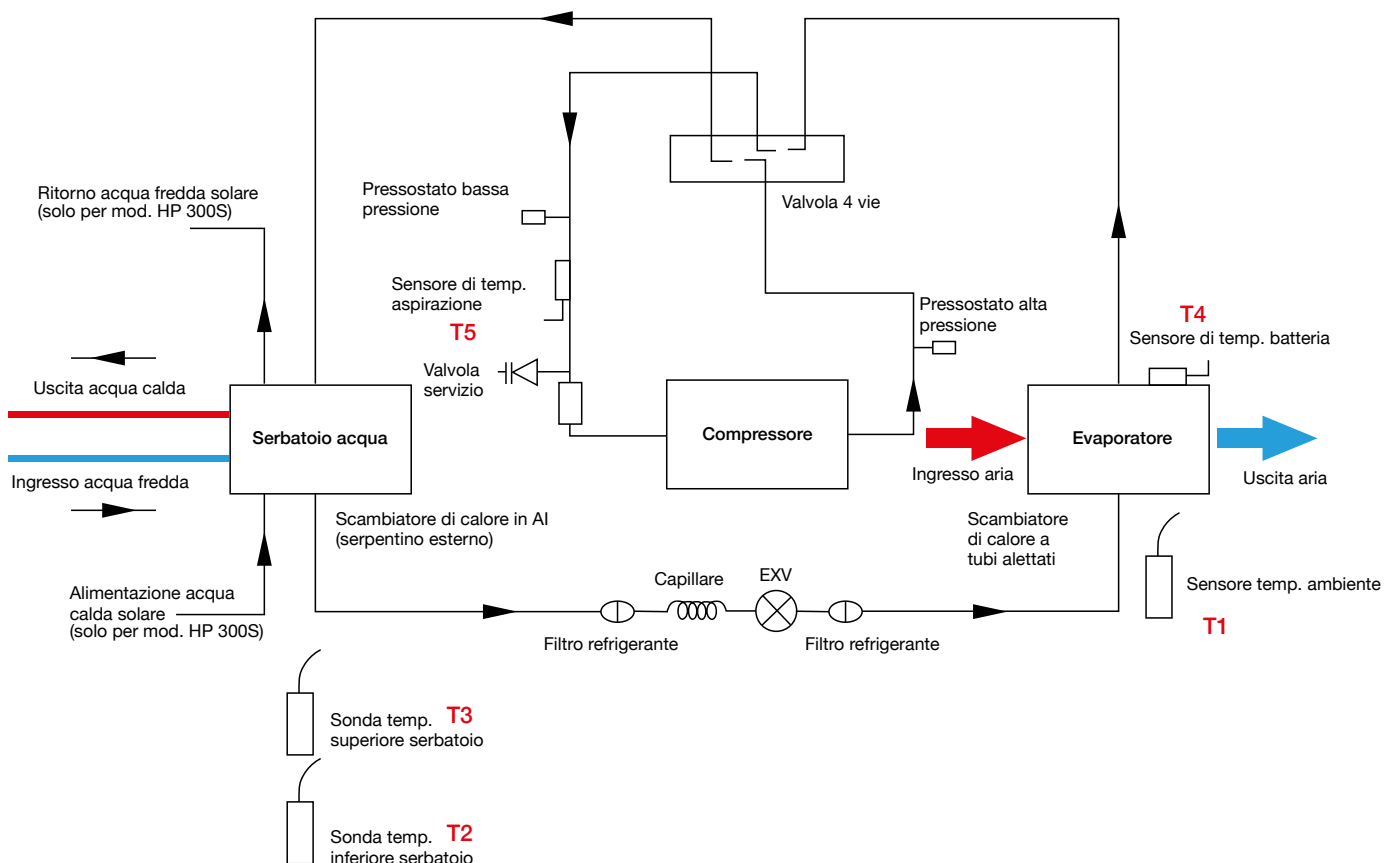 Ritorno acqua fredda solare
(solo per mod. HP 300S)
Pressostato bassa
pressione
Valvola 4 vie
Sensore di temp.
aspirazione
T5
Pressostato alta
pressione
T4
Sensore di temp. batteria
Valvola
servizio
Uscita acqua calda
Serbatoio acqua
Compressore
Evaporatore
Ingresso acqua fredda
Ingresso aria
Uscita aria
Scambiatore di calore in Al
(serpentino esterno)
Scambiatore
di calore a
tubi alettati
Alimentazione acqua
calda solare
(solo per mod. HP 300S)
Capillare
EXV
Filtro refrigerante
Filtro refrigerante
Sensore temp. ambiente
T1
Sonda temp. T3
superiore serbatoio
Sonda temp. T2
inferiore serbatoio